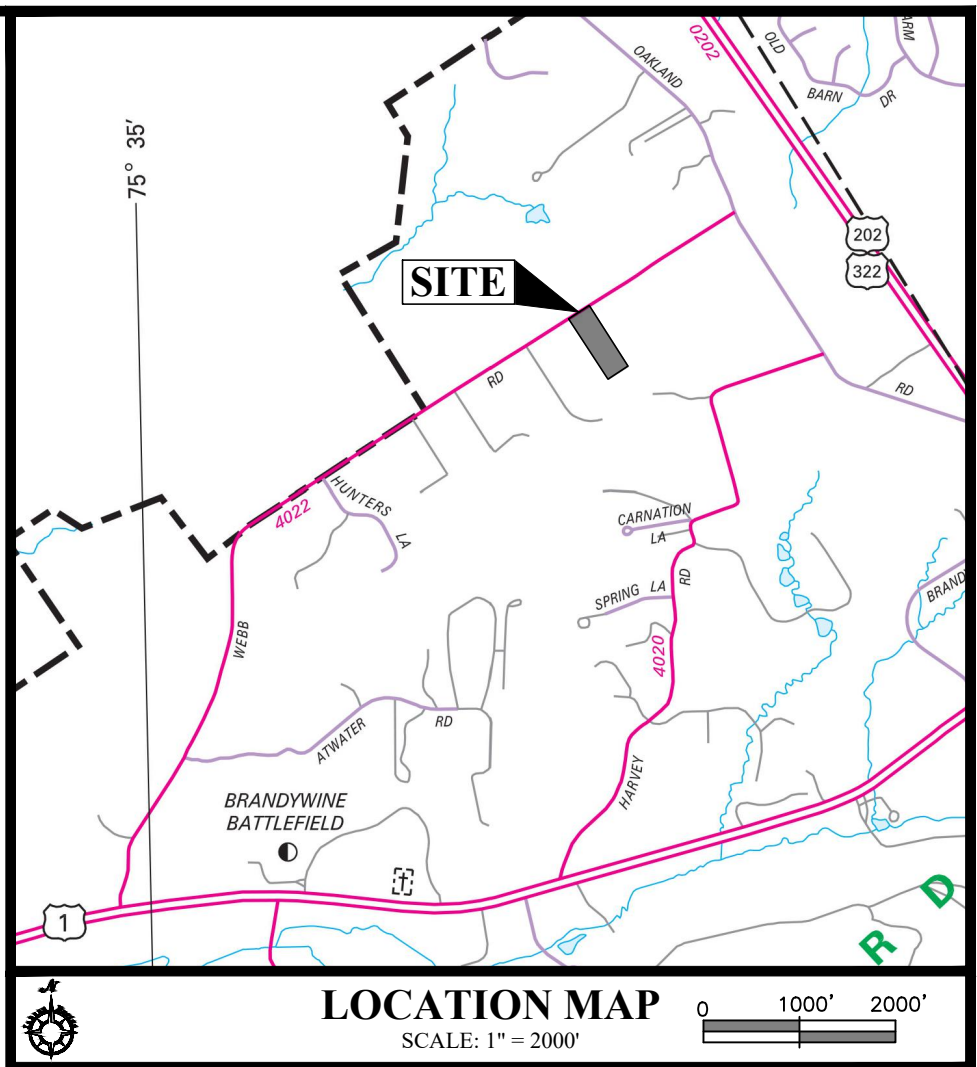 OAKLAND
0202
OLD
BARN
DR
ARM
75° 35'
202
322
SITE
RD
RD
HUNTERS
LA
4022
CARNATION
LA
SPRING LA
RD
BRAND
WEBB
4020
ATWATER
RD
HARVEY
BRANDYWINE
BATTLEFIELD
1
R D
N
LOCATION MAP
SCALE: 1" = 2000'
0 1000' 2000'